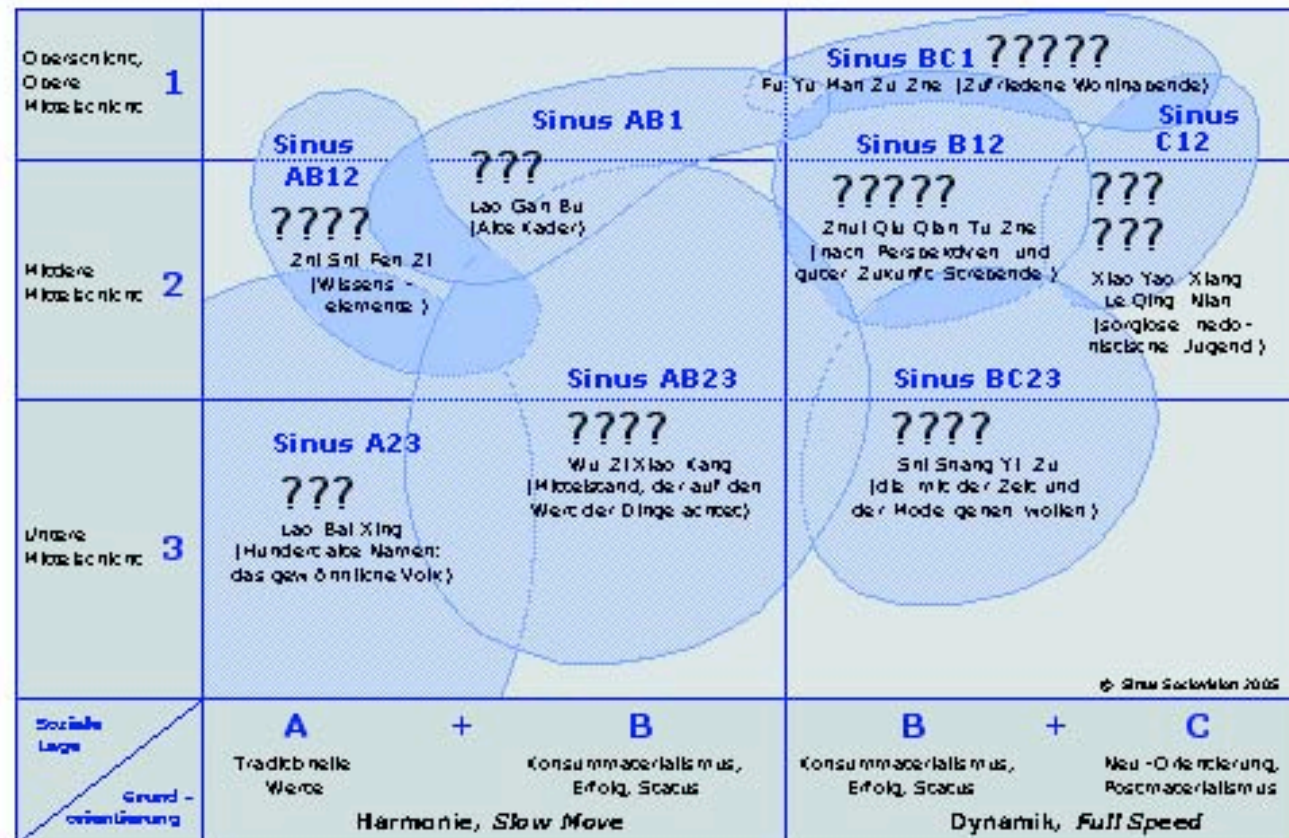 Oberschicht,
Obere
Mittelschicht
1
Sinus BC1 ?????
Fu Yu Man Zu Zhe (Zufriedene Wohlhabende)
Sinus AB1
???
Lao Gan Bu
(Alte Kader)
Sinus
AB12
????
Zhi Shi Fen Zi
(Wissens -
elemente)
Sinus B12
?????
Zhui Qiu Qian Tu Zhe
(nach Perspektiven und
guter Zukunft Strebende)
Sinus
C12
???
???
Xiao Yao Xiang
Le Qing Nian
(sorglose hedo-
nistische Jugend)
Mittlere
Mittelschicht
2
Sinus AB23
????
Wu Zi Xiao Kang
(Mittelstand, der auf den
Wert der Dinge achtet)
Sinus BC23
????
Shi Shang Yi Zu
(die mit der Zeit und
der Mode gehen wollen)
Sinus A23
???
Lao Bai Xing
(Hundert alte Namen:
das gewöhnliche Volk)
Untere
Mittelschicht
3
© Sinus Sociovision 2005
Soziale
Lage
Grund -
orientierung
A + B
Traditionelle
Werte
Konsummaterialismus,
Erfolg, Status
Harmonie, Slow Move
B + C
Konsummaterialismus,
Erfolg, Status
Neu-Orientierung,
Postmaterialismus
Dynamik, Full Speed